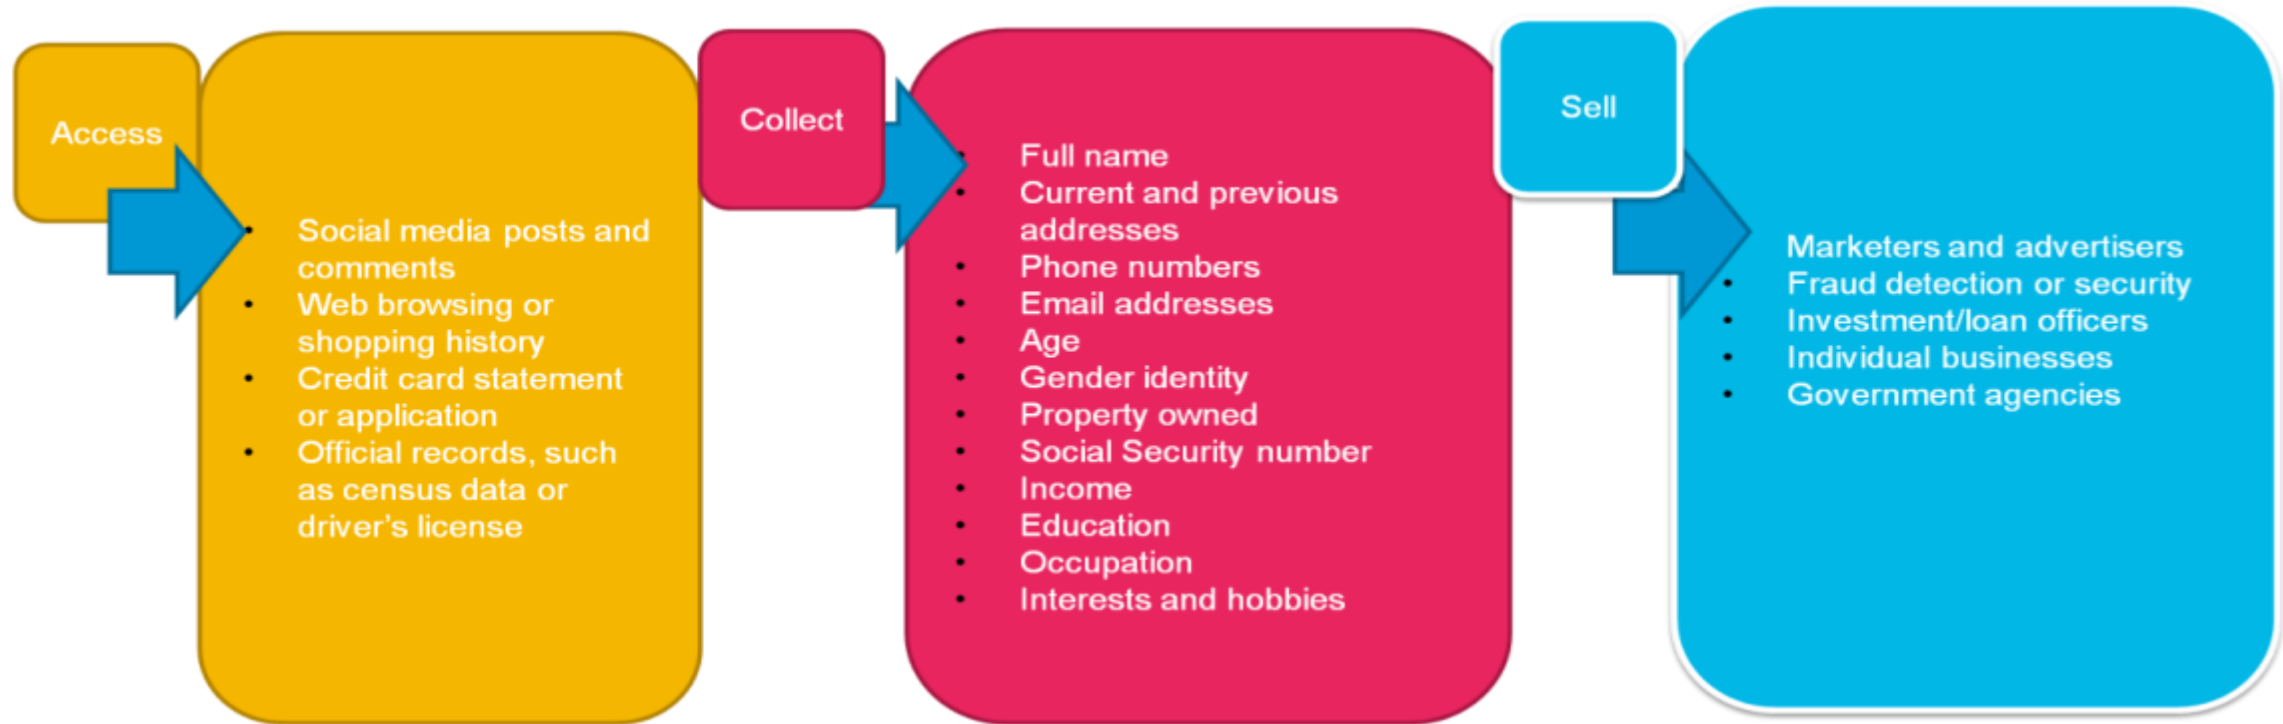 Access
• Social media posts and
comments
• Web browsing or
shopping history
• Credit card statement
or application
• Official records, such
as census data or
driver’s license
Collect
• Full name
• Current and previous
addresses
• Phone numbers
• Email addresses
• Age
• Gender identity
• Property owned
• Social Security number
• Income
• Education
• Occupation
• Interests and hobbies
Sell
Marketers and advertisers
• Fraud detection or security
• Investment/loan officers
• Individual businesses
• Government agencies